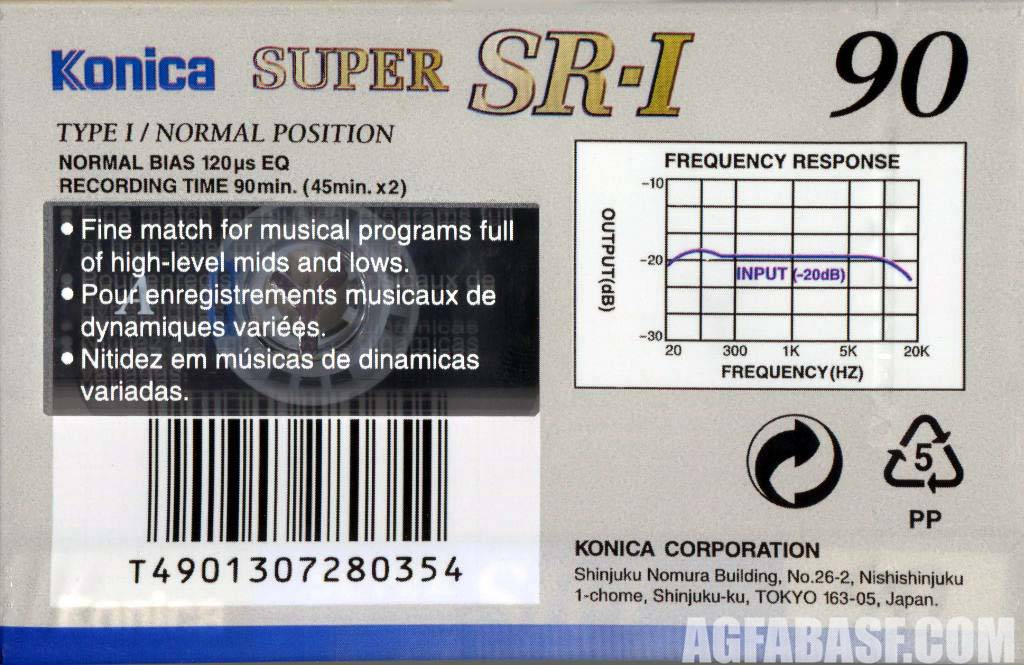 Konica SUPER SR-I 90
TYPE I / NORMAL POSITION
NORMAL BIAS 120µs EQ
RECORDING TIME 90min. (45min. x2)
• Fine match for musical programs full
of high-level mids and lows.
• Pour enregistrements musicaux de
dynamiques variées.
• Nitidez em músicas de dinamicas
variadas.
T4901307280354
FREQUENCY RESPONSE
OUTPUT(dB)
-10
-20
-30
INPUT (-20dB)
20 300 1K 5K 20K
FREQUENCY(HZ)
5
PP
KONICA CORPORATION
Shinjuku Nomura Building, No.26-2, Nishishinjuku
1-chome, Shinjuku-ku, TOKYO 163-05, Japan.
Konica
AGFABASF.COM